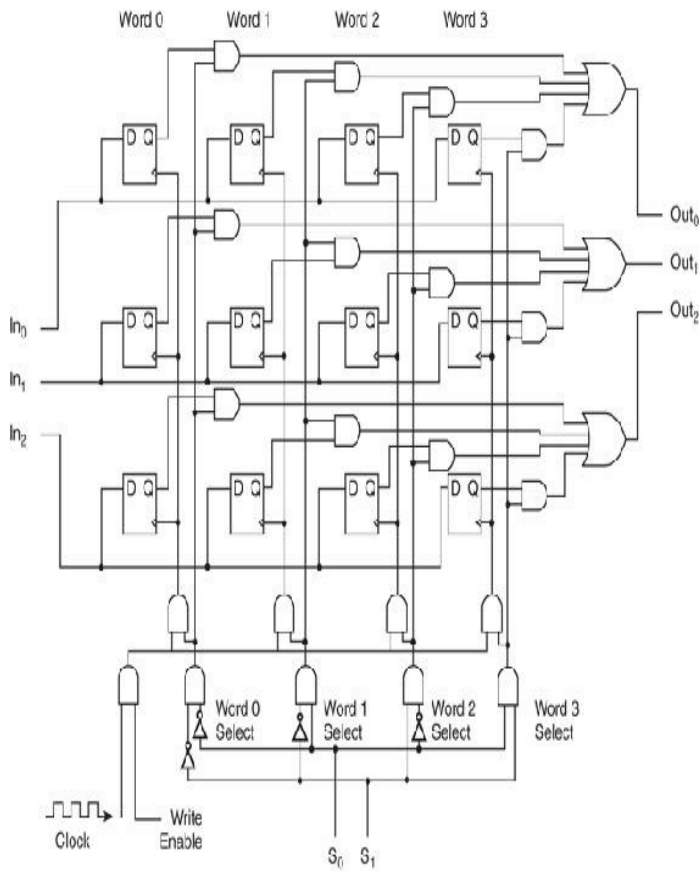 Word 0 Word 1 Word 2 Word 3
D Q D Q D Q D Q
Out₀
Out₁
In₀
D Q D Q D Q D Q
Out₂
In₁
In₂
D Q D Q D Q D Q
Word 0 Select
Word 1 Select
Word 2 Select
Word 3 Select
Clock
Write Enable
S₀ S₁